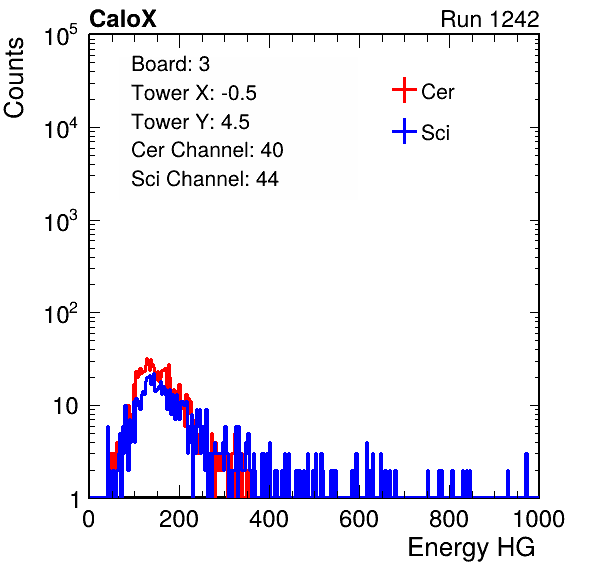 CaloX Run 1242
Counts
Board: 3
Tower X: -0.5
Tower Y: 4.5
Cer Channel: 40
Sci Channel: 44
Cer
Sci
10^5
10^4
10^3
10^2
10
1
0 200 400 600 800 1000
Energy HG